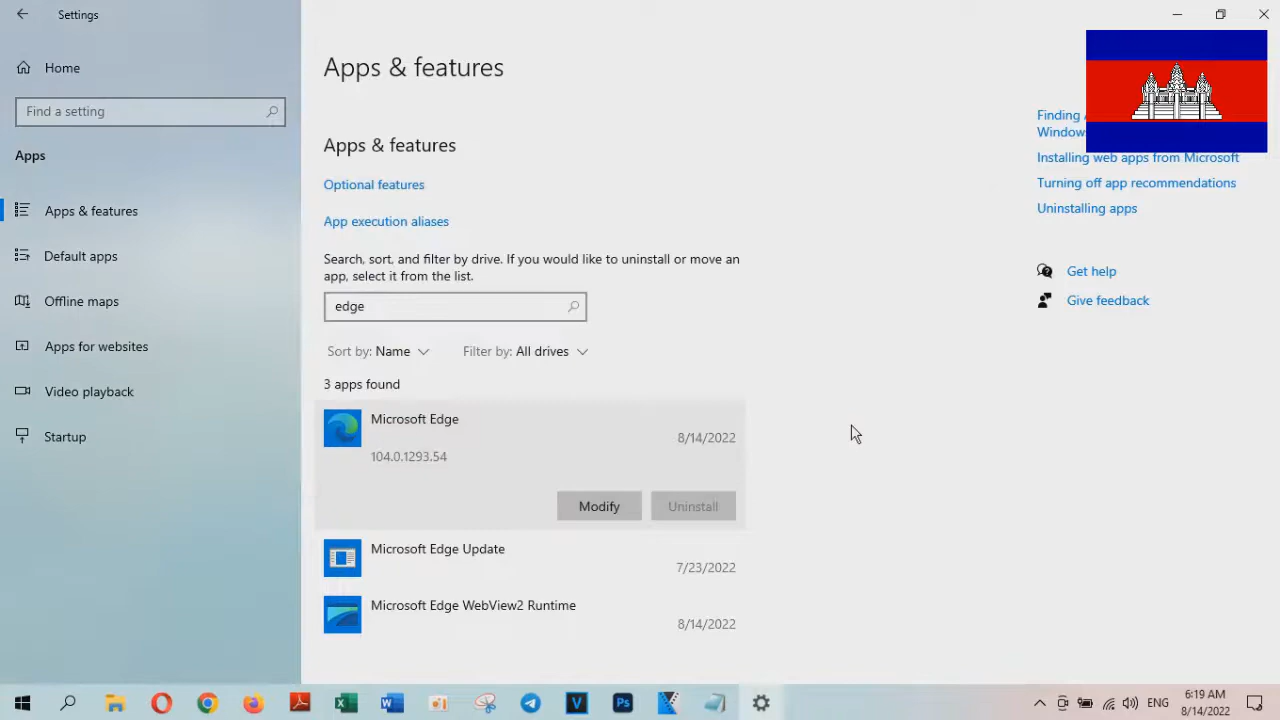 Settings
Home
Find a setting
Apps
Apps & features
Default apps
Offline maps
Apps for websites
Video playback
Startup
Apps & features
Apps & features
Optional features
App execution aliases
Search, sort, and filter by drive. If you would like to uninstall or move an
app, select it from the list.
edge
Sort by: Name Filter by: All drives
3 apps found
Microsoft Edge
8/14/2022
104.0.1293.54
Modify Uninstall
Microsoft Edge Update
7/23/2022
Microsoft Edge WebView2 Runtime
8/14/2022
Finding
Installing web apps from Microsoft
Turning off app recommendations
Uninstalling apps
Get help
Give feedback
ENG
6:19 AM
8/14/2022